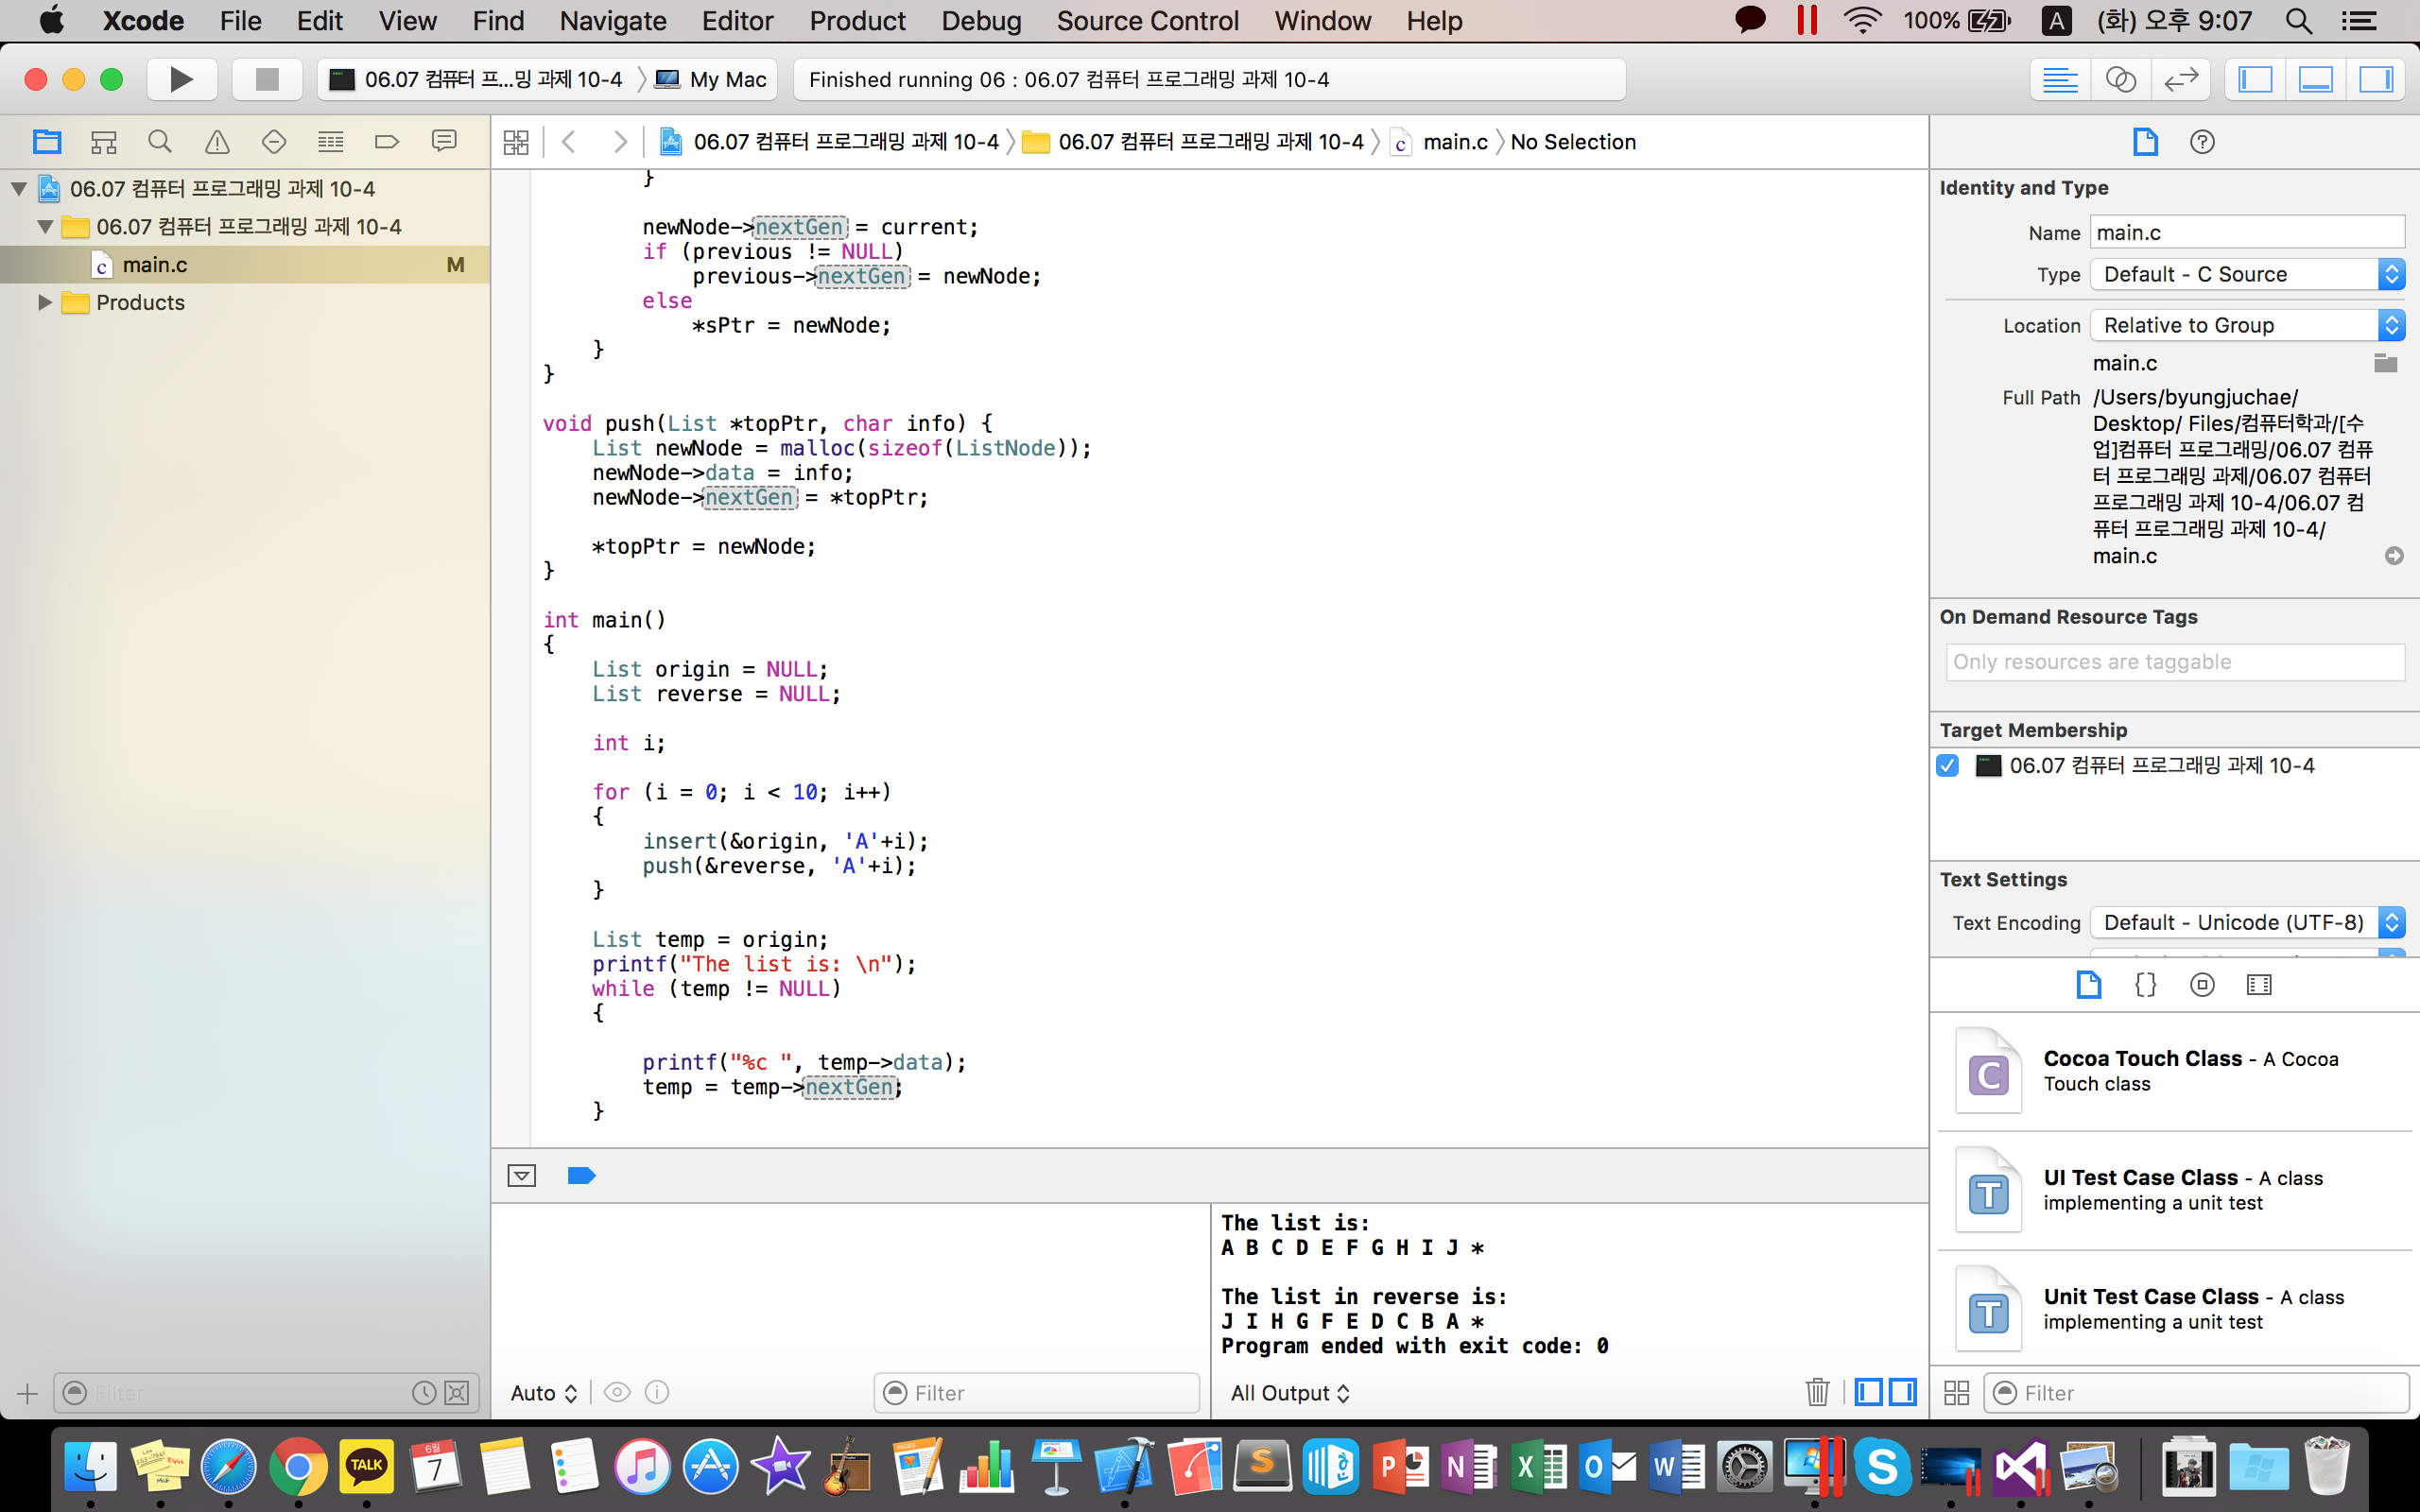 Xcode File Edit View Find Navigate Editor Product Debug Source Control Window Help 100% A (화) 오후 9:07
06.07 컴퓨터 프...밍 과제 10-4 My Mac
Finished running 06 : 06.07 컴퓨터 프로그래밍 과제 10-4
06.07 컴퓨터 프로그래밍 과제 10-4
06.07 컴퓨터 프로그래밍 과제 10-4
main.c M
Products
Filter
06.07 컴퓨터 프로그래밍 과제 10-4 06.07 컴퓨터 프로그래밍 과제 10-4 c main.c No Selection
}
newNode->nextGen = current;
if (previous != NULL)
previous->nextGen = newNode;
else
*sPtr = newNode;
}
}
void push(List *topPtr, char info) {
List newNode = malloc(sizeof(ListNode));
newNode->data = info;
newNode->nextGen = *topPtr;
*topPtr = newNode;
}
int main()
{
List origin = NULL;
List reverse = NULL;
int i;
for (i = 0; i < 10; i++)
{
insert(&origin, 'A'+i);
push(&reverse, 'A'+i);
}
List temp = origin;
printf("The list is: \n");
while (temp != NULL)
{
printf("%c ", temp->data);
temp = temp->nextGen;
}
Auto
Filter
The list is:
A B C D E F G H I J *
The list in reverse is:
J I H G F E D C B A *
Program ended with exit code: 0
All Output
Identity and Type
Name main.c
Type Default - C Source
Location Relative to Group
main.c
Full Path /Users/byungjuchae/
Desktop/ Files/컴퓨터학과/[수
업]컴퓨터 프로그래밍/06.07 컴퓨
터 프로그래밍 과제/06.07 컴퓨터
프로그래밍 과제 10-4/06.07 컴
퓨터 프로그래밍 과제 10-4/
main.c
On Demand Resource Tags
Only resources are taggable
Target Membership
06.07 컴퓨터 프로그래밍 과제 10-4
Text Settings
Text Encoding Default - Unicode (UTF-8)
{}
C
Cocoa Touch Class - A Cocoa
Touch class
T
UI Test Case Class - A class
implementing a unit test
T
Unit Test Case Class - A class
implementing a unit test
Filter
TALK 6월 7 PAGES S P N X O W S